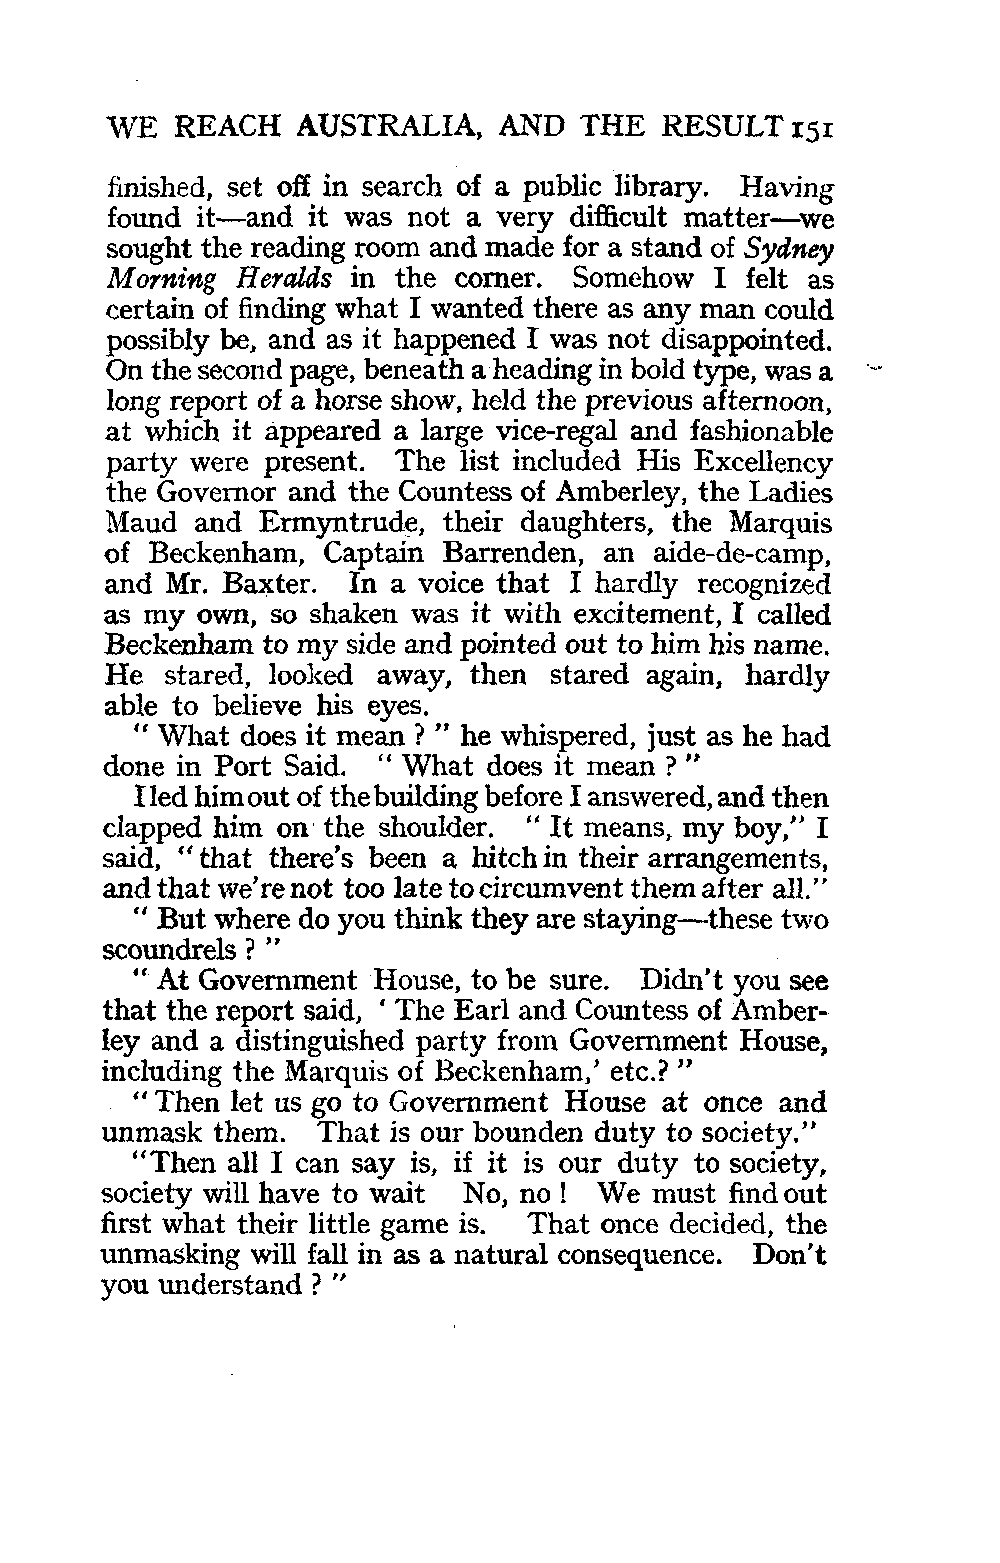 WE REACH AUSTRALIA, AND THE RESULT 151
finished, set off in search of a public library. Having
found it—and it was not a very difficult matter—we
sought the reading room and made for a stand of Sydney
Morning Heralds in the corner. Somehow I felt as
certain of finding what I wanted there as any man could
possibly be, and as it happened I was not disappointed.
On the second page, beneath a heading in bold type, was a
long report of a horse show, held the previous afternoon,
at which it appeared a large vice-regal and fashionable
party were present. The list included His Excellency
the Governor and the Countess of Amberley, the Ladies
Maud and Ermyntrude, their daughters, the Marquis
of Beckenham, Captain Barrenden, an aide-de-camp,
and Mr. Baxter. In a voice that I hardly recognized
as my own, so shaken was it with excitement, I called
Beckenham to my side and pointed out to him his name.
He stared, looked away, then stared again, hardly
able to believe his eyes.
" What does it mean ? " he whispered, just as he had
done in Port Said. " What does it mean ? "
I led him out of the building before I answered, and then
clapped him on the shoulder. " It means, my boy," I
said, " that there's been a hitch in their arrangements,
and that we're not too late to circumvent them after all."
" But where do you think they are staying—these two
scoundrels ? "
" At Government House, to be sure. Didn't you see
that the report said, ' The Earl and Countess of Amber-
ley and a distinguished party from Government House,
including the Marquis of Beckenham,' etc.? "
" Then let us go to Government House at once and
unmask them. That is our bounden duty to society."
"Then all I can say is, if it is our duty to society,
society will have to wait No, no ! We must find out
first what their little game is. That once decided, the
unmasking will fall in as a natural consequence. Don't
you understand ? "